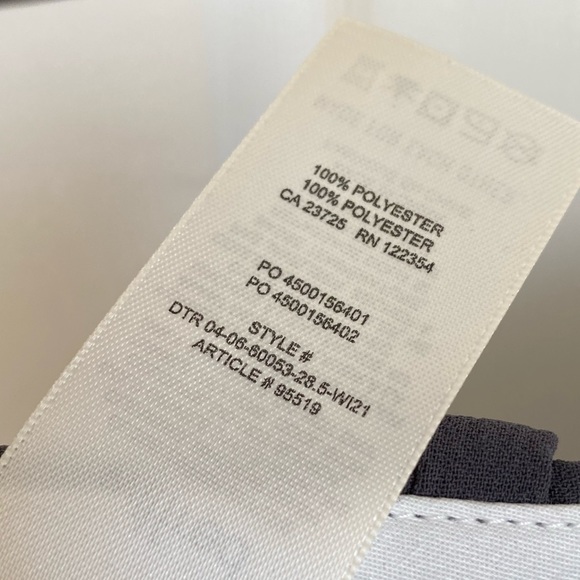 100% POLYESTER
100% POLYESTER
CA 23725 RN 122354
PO 4500156401
PO 4500156402
STYLE #
DTR 04-06-60053-28.5-WI21
ARTICLE # 95519